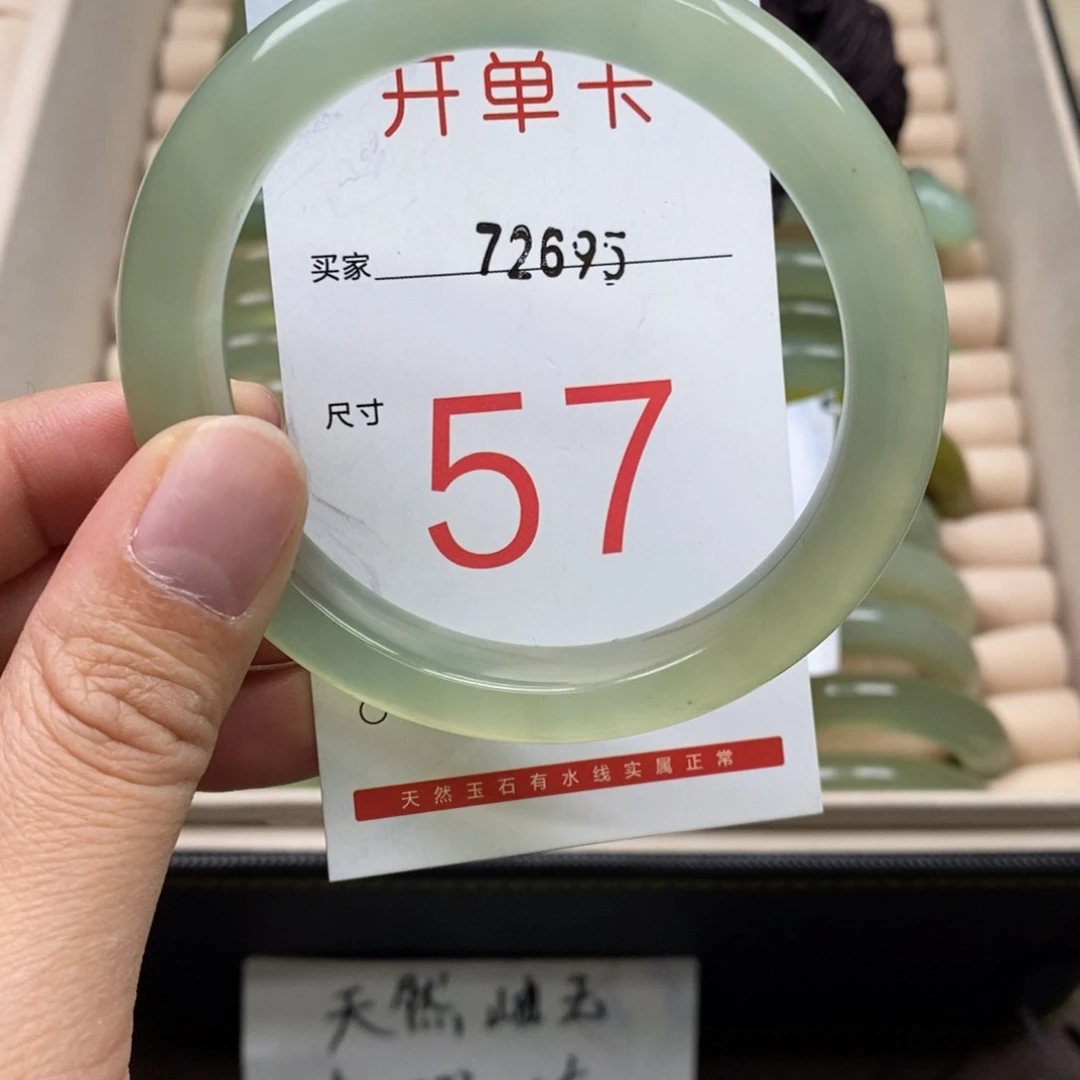 开单卡
买家 72695
尺寸 57
天然玉石有水线实属正常
天然岫玉